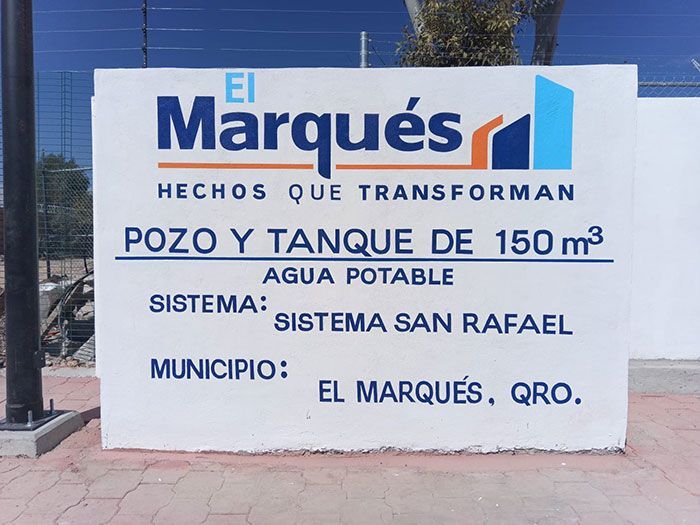 El
Marqués
HECHOS QUE TRANSFORMAN
POZO Y TANQUE DE 150 m³
AGUA POTABLE
SISTEMA: SISTEMA SAN RAFAEL
MUNICIPIO: EL MARQUÉS, QRO.